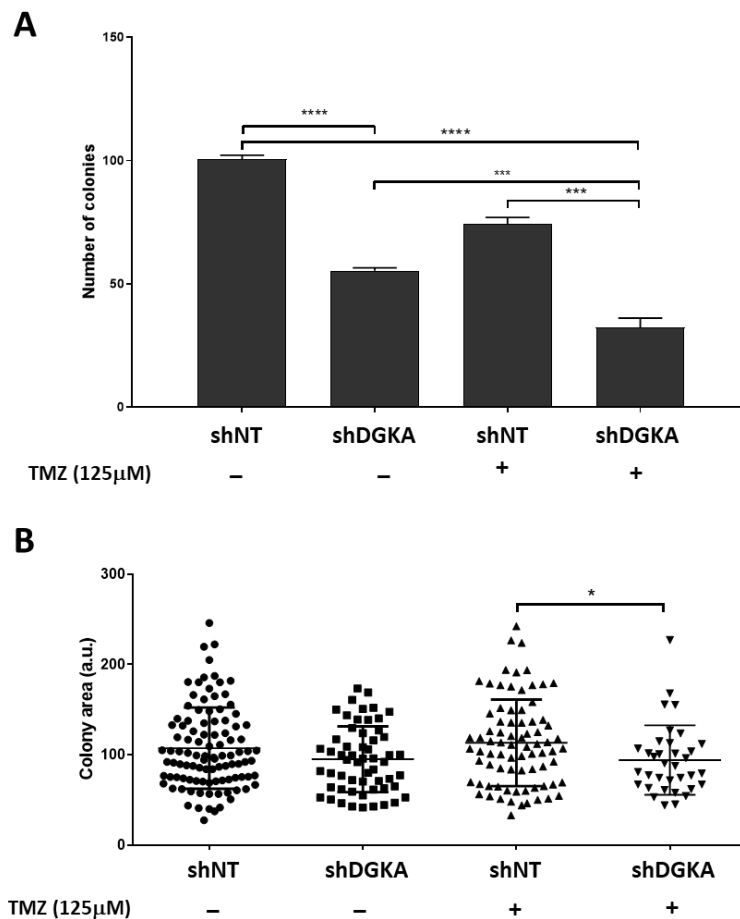 A
150
100
50
0
Number of colonies
****
****
***
***
shNT shDGKA shNT shDGKA
TMZ (125μM) – – + +
B
300
200
100
0
Colony area (a.u.)
*
shNT shDGKA shNT shDGKA
TMZ (125μM) – – + +